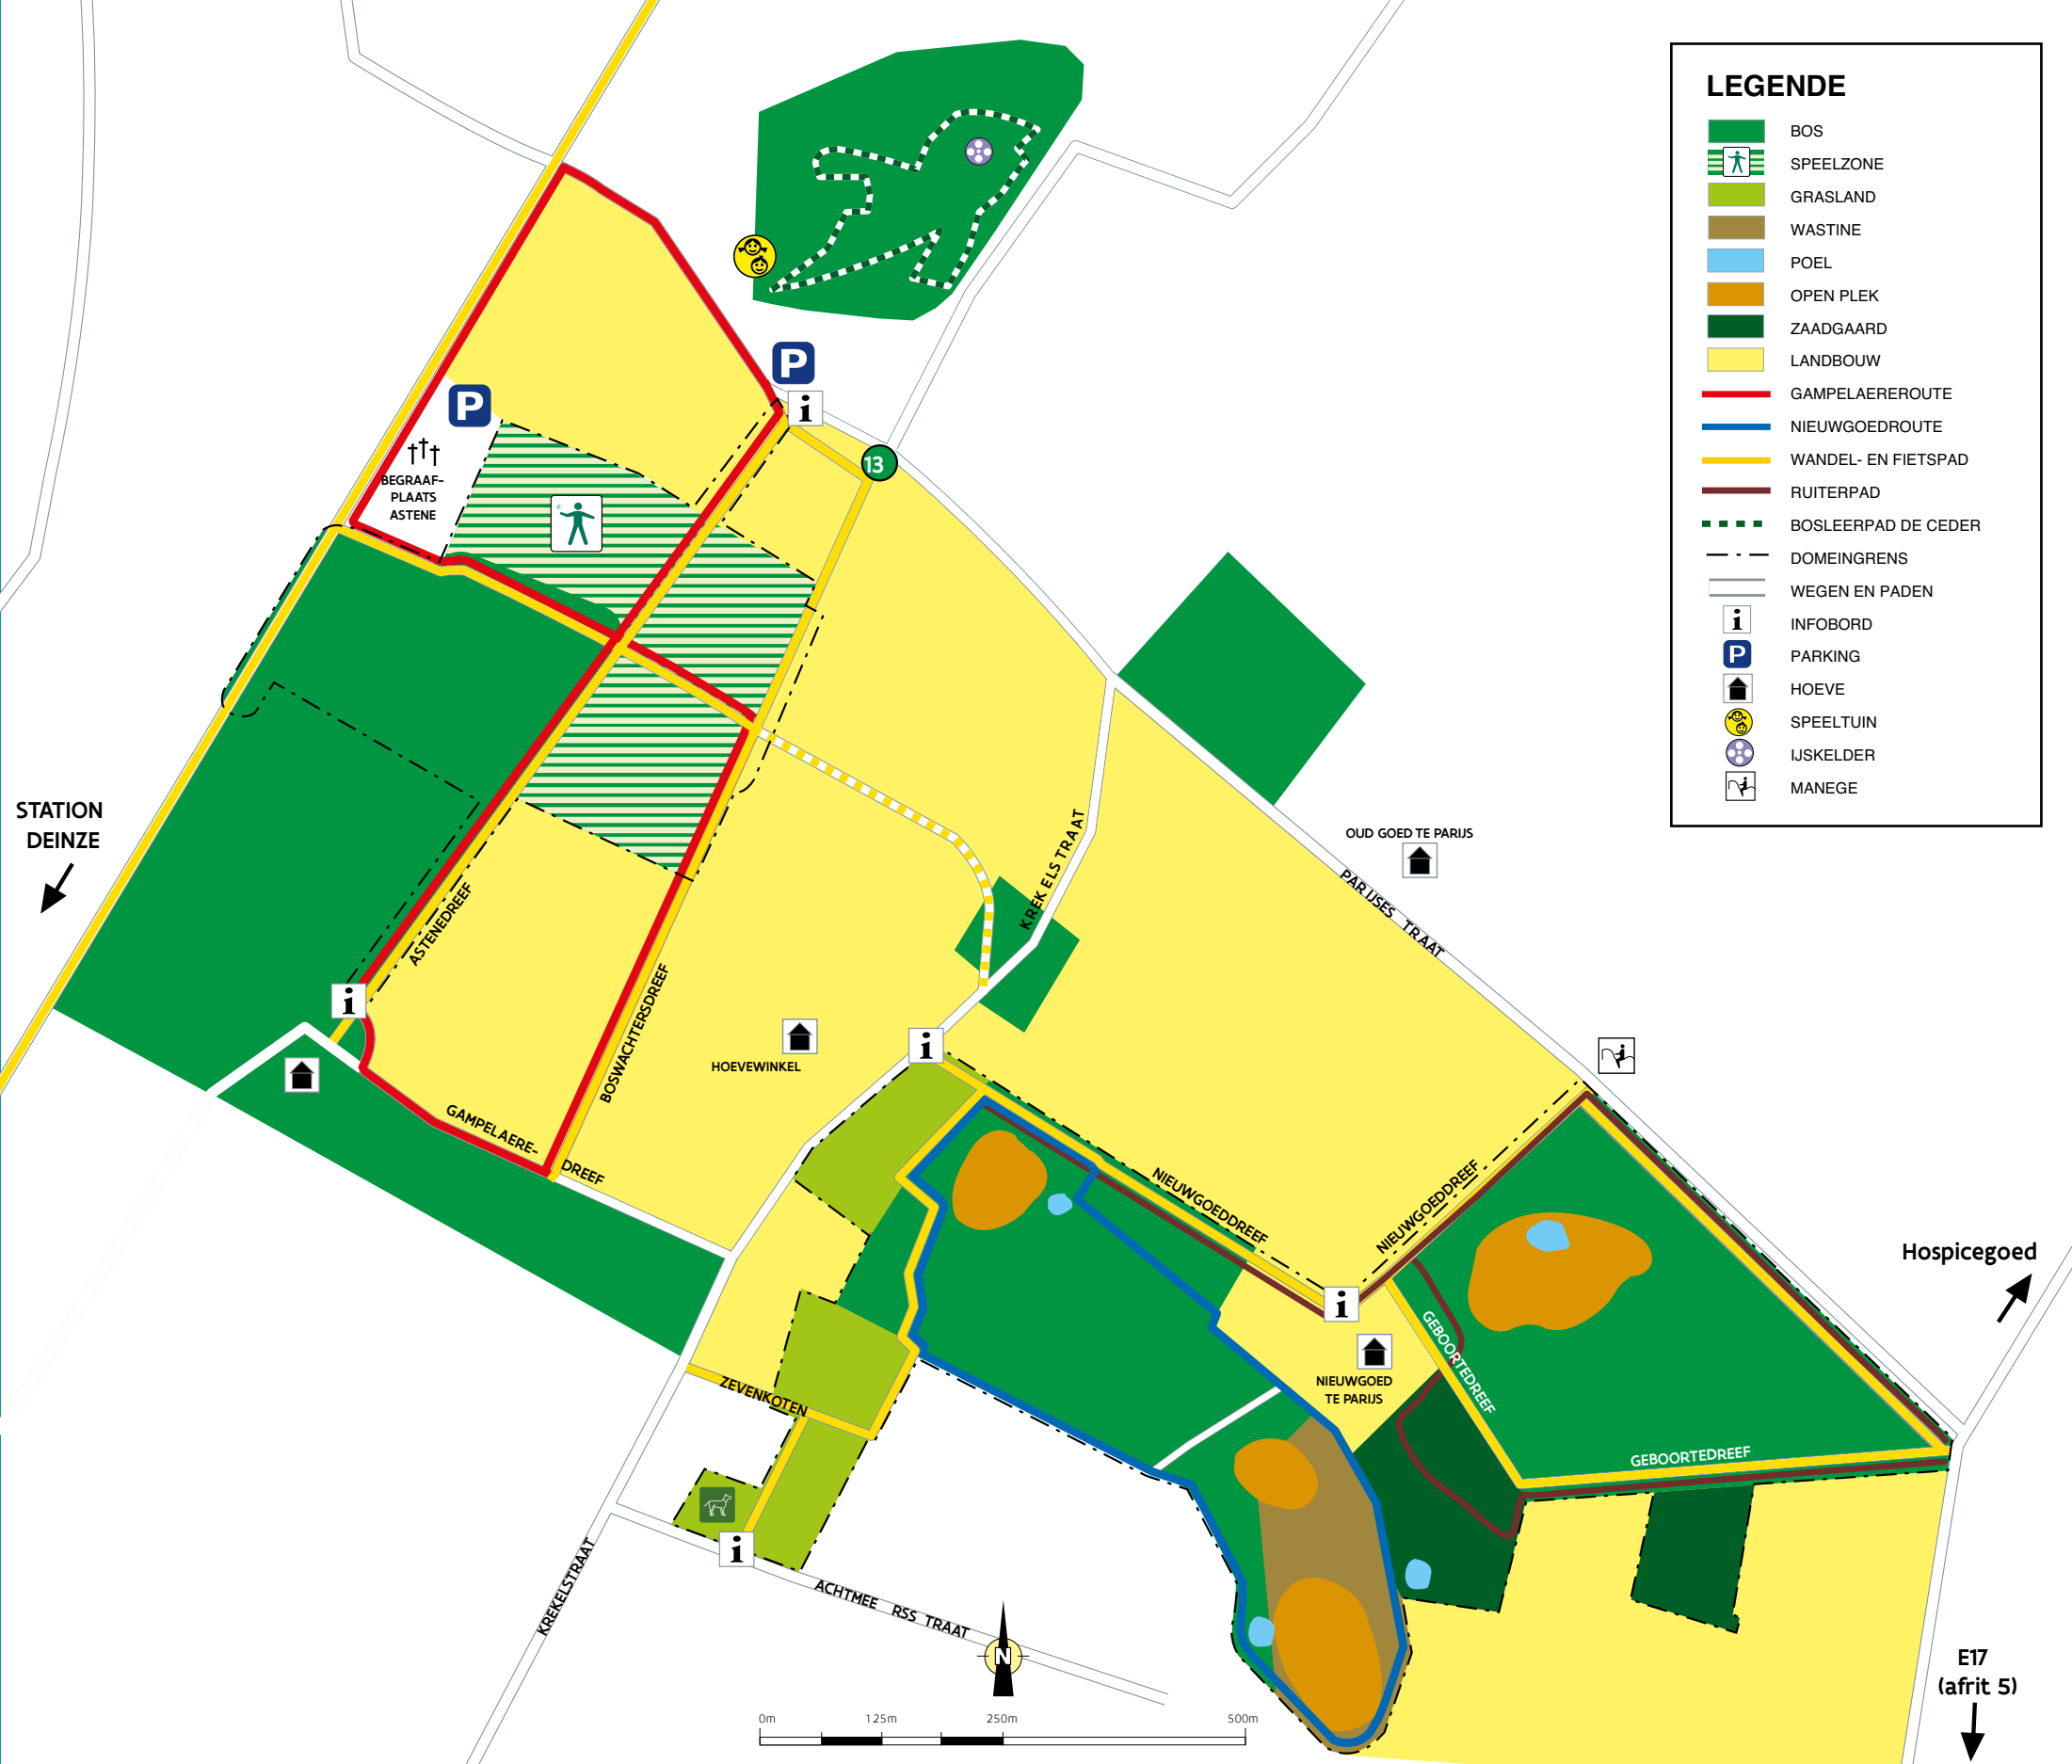 LEGENDE
BOS
SPEELZONE
GRASLAND
WASTINE
POEL
OPEN PLEK
ZAADGAARD
LANDBOUW
GAMPELAEREROUTE
NIEUWGOEDROUTE
WANDEL- EN FIETSPAD
RUITERPAD
BOSLEERPAD DE CEDER
DOMEINGRENS
WEGEN EN PADEN
i INFOBORD
P PARKING
HOEVE
SPEELTUIN
IJSKELDER
MANEGE
P
i
P
13
BEGRAAF-
PLAATS
ASTENE
STATION
DEINZE
OUD GOED TE PARIJS
KREK ELS TRAAT
PARIJSES TRAAT
ASTENEDREEF
BOSWACHTERSDREEF
i
HOEVEWINKEL
i
GAMPELAERE-
DREEF
NIEUWGOEDDREEF
NIEUWGOEDDREEF
Hospicegoed
i
GEBOORTEDREEF
NIEUWGOED
TE PARIJS
ZEVENKOTEN
GEBOORTEDREEF
i
KREKELSTRAAT
ACHTMEE RSS TRAAT
N
E17
(afrit 5)
0m 125m 250m 500m